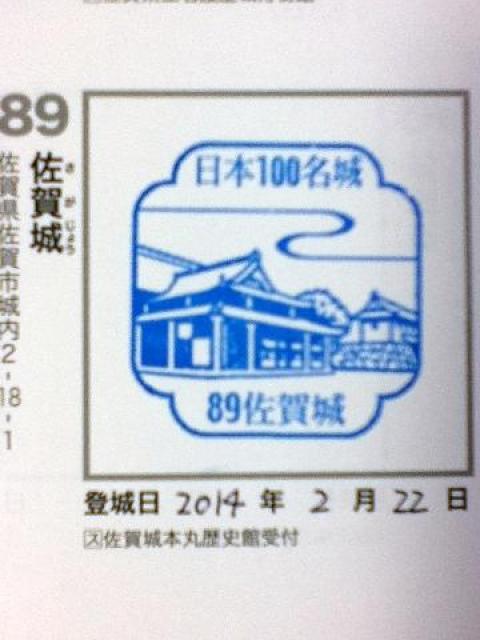 89
佐賀城
さがじょう
佐賀県佐賀市城内2-18-1
日本100名城
89佐賀城
登城日 2014 年 2 月 22 日
ス佐賀城本丸歴史館受付